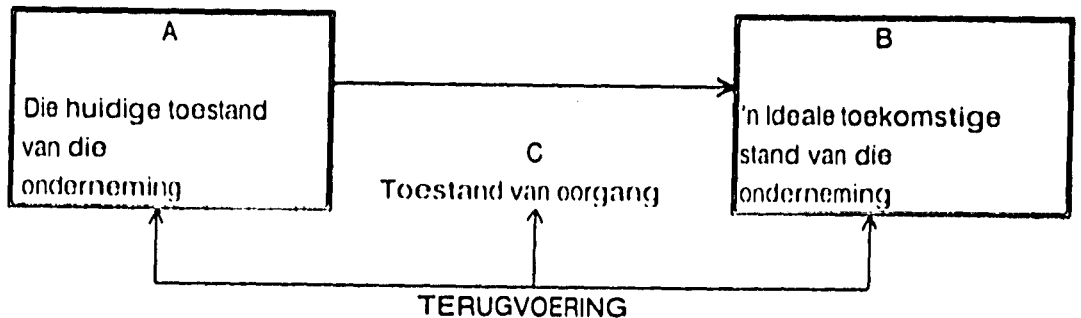 A
Die huidige toestand
van die
onderneming
C
Toestand van oorgang
B
'n Ideale toekomstige
stand van die
onderneming
TERUGVOERING